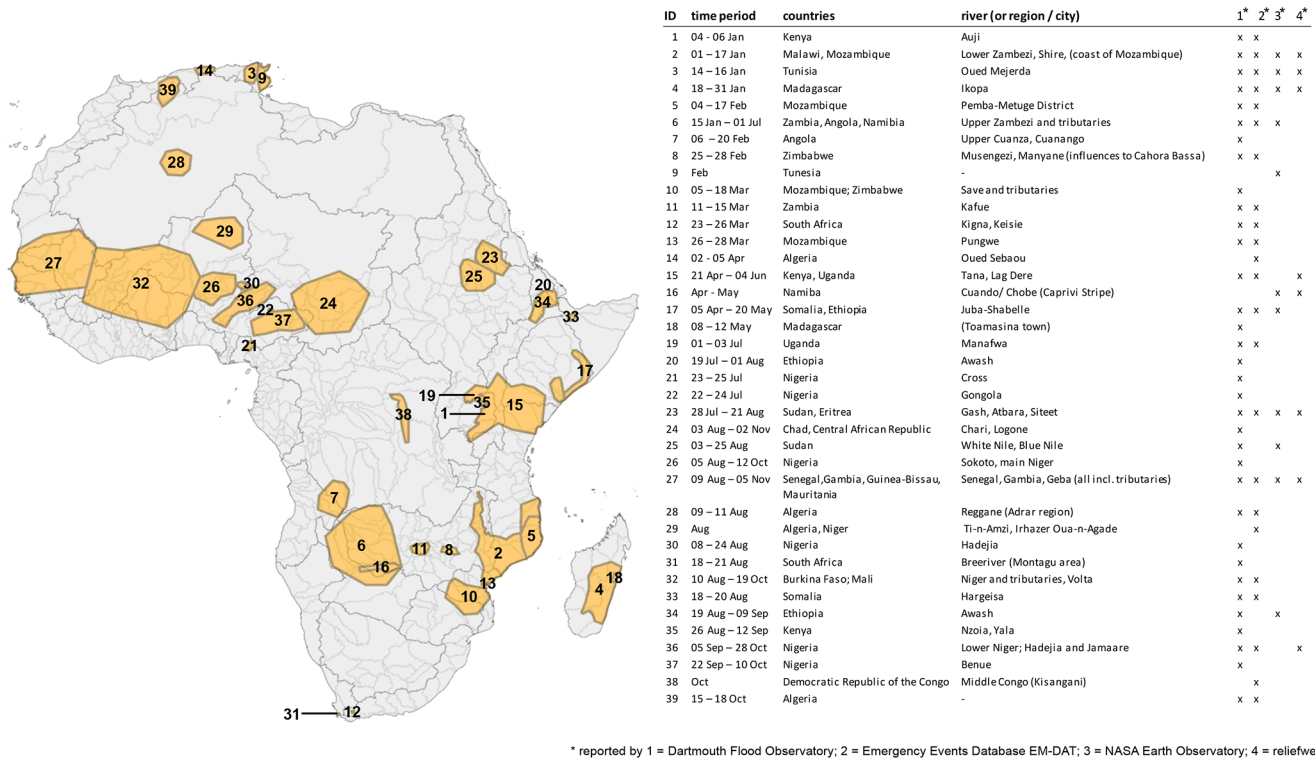 ID time period countries river (or region / city) 1* 2* 3* 4*
1 04 - 06 Jan Kenya Auji x x
2 01 – 17 Jan Malawi, Mozambique Lower Zambezi, Shire, (coast of Mozambique) x x x x
3 14 – 16 Jan Tunisia Oued Mejerda x x x x
4 18 – 31 Jan Madagascar Ikopa x x x x
5 04 – 17 Feb Mozambique Pemba-Metuge District x x
6 15 Jan – 01 Jul Zambia, Angola, Namibia Upper Zambezi and tributaries x x x
7 06 – 20 Feb Angola Upper Cuanza, Cuanango x
8 25 – 28 Feb Zimbabwe Musengezi, Manyane (influences to Cahora Bassa) x x
9 Feb Tunesia - x
10 05 – 18 Mar Mozambique; Zimbabwe Save and tributaries x
11 11 – 15 Mar Zambia Kafue x x
12 23 – 26 Mar South Africa Kigna, Keisie x x
13 26 – 28 Mar Mozambique Pungwe x x
14 02 - 05 Apr Algeria Oued Sebaou x
15 21 Apr – 04 Jun Kenya, Uganda Tana, Lag Dere x x x
16 Apr - May Namiba Cuando/ Chobe (Caprivi Stripe) x x
17 05 Apr – 20 May Somalia, Ethiopia Juba-Shabelle x x x
18 08 – 12 May Madagascar (Toamasina town) x
19 01 – 03 Jul Uganda Manafwa x x
20 19 Jul – 01 Aug Ethiopia Awash x
21 23 – 25 Jul Nigeria Cross x
22 22 – 24 Jul Nigeria Gongola x
23 28 Jul – 21 Aug Sudan, Eritrea Gash, Atbara, Siteet x x x x
24 03 Aug – 02 Nov Chad, Central African Republic Chari, Logone x
25 03 – 25 Aug Sudan White Nile, Blue Nile x x
26 05 Aug – 12 Oct Nigeria Sokoto, main Niger x
27 09 Aug – 05 Nov Senegal, Gambia, Guinea-Bissau, Senegal, Gambia, Geba (all incl. tributaries) x x x x
Mauritania
28 09 – 11 Aug Algeria Reggane (Adrar region) x x
29 Aug Algeria, Niger Ti-n-Amzi, Irhazer Oua-n-Agade x
30 08 – 24 Aug Nigeria Hadejia x
31 18 – 21 Aug South Africa Breeriver (Montagu area) x
32 10 Aug – 19 Oct Burkina Faso; Mali Niger and tributaries, Volta x x
33 18 – 20 Aug Somalia Hargeisa x x
34 19 Aug – 09 Sep Ethiopia Awash x x
35 26 Aug – 12 Sep Kenya Nzoia, Yala x
36 05 Sep – 28 Oct Nigeria Lower Niger; Hadejia and Jamaare x x x
37 22 Sep – 10 Oct Nigeria Benue x
38 Oct Democratic Republic of the Congo Middle Congo (Kisangani) x
39 15 – 18 Oct Algeria - x x
* reported by 1 = Dartmouth Flood Observatory; 2 = Emergency Events Database EM-DAT; 3 = NASA Earth Observatory; 4 = reliefwe
14
3
9
39
28
29
27
32
26
30
36
22
37
24
21
23
25
20
34
33
17
19
35
1
15
38
7
6
16
11
8
2
5
13
10
4
18
31
12